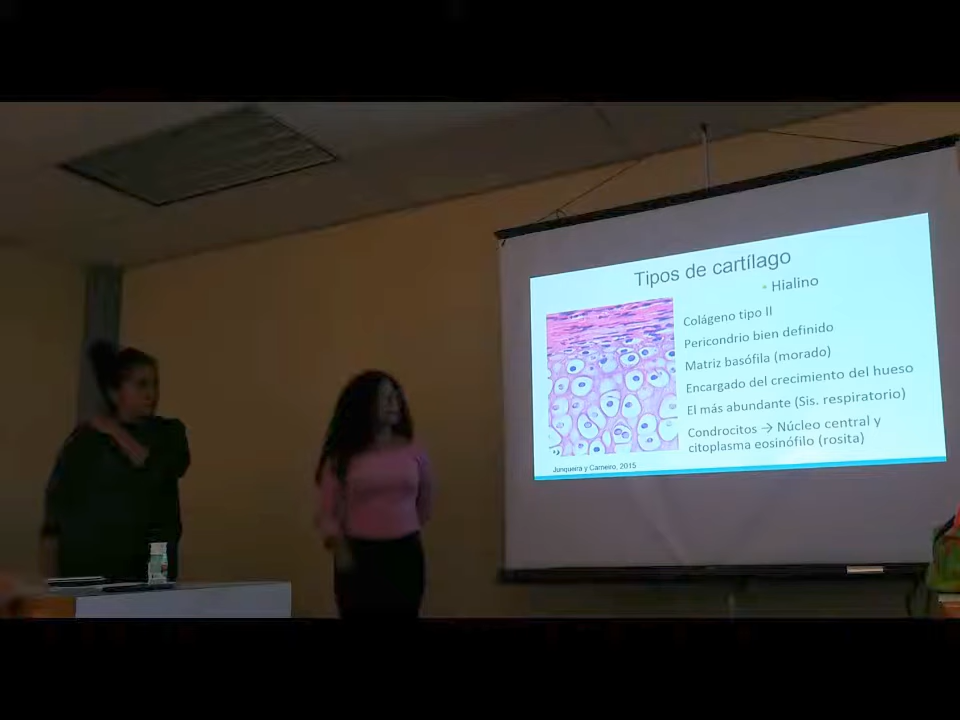 Tipos de cartílago
• Hialino
Colágeno tipo II
Pericondrio bien definido
Matriz basófila (morado)
Encargado del crecimiento del hueso
El más abundante (Sis. respiratorio)
Condrocitos → Núcleo central y
citoplasma eosinófilo (rosita)
Junqueira y Carneiro, 2015